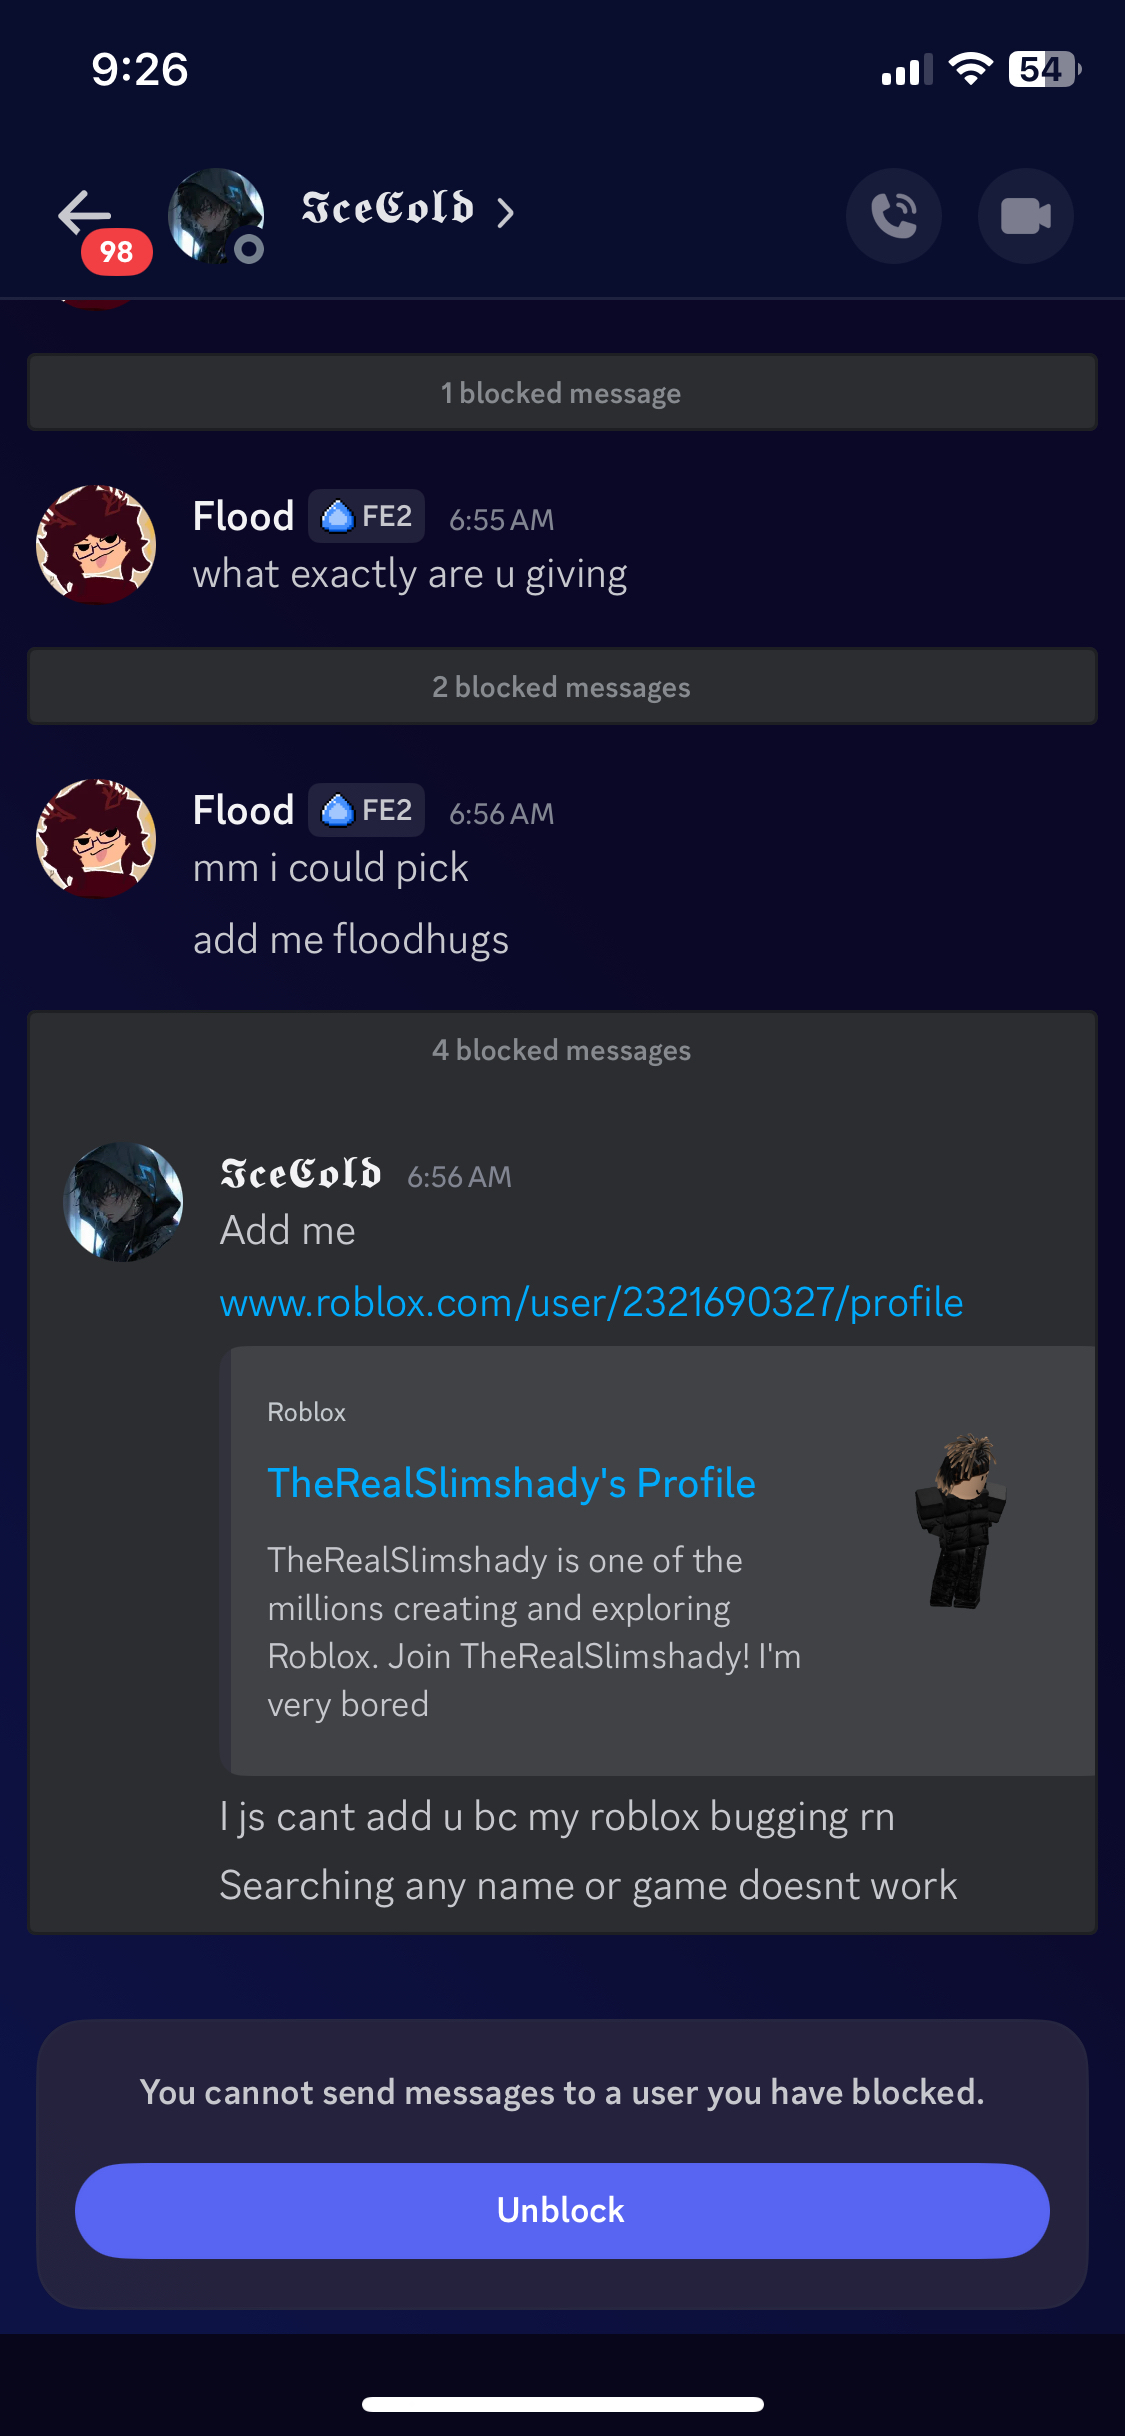 9:26
54
98
IceCold
1 blocked message
Flood FE2 6:55 AM
what exactly are u giving
2 blocked messages
Flood FE2 6:56 AM
mm i could pick
add me floodhugs
4 blocked messages
IceCold 6:56 AM
Add me
www.roblox.com/user/2321690327/profile
Roblox
TheRealSlimshady's Profile
TheRealSlimshady is one of the
millions creating and exploring
Roblox. Join TheRealSlimshady! I'm
very bored
I js cant add u bc my roblox bugging rn
Searching any name or game doesnt work
You cannot send messages to a user you have blocked.
Unblock